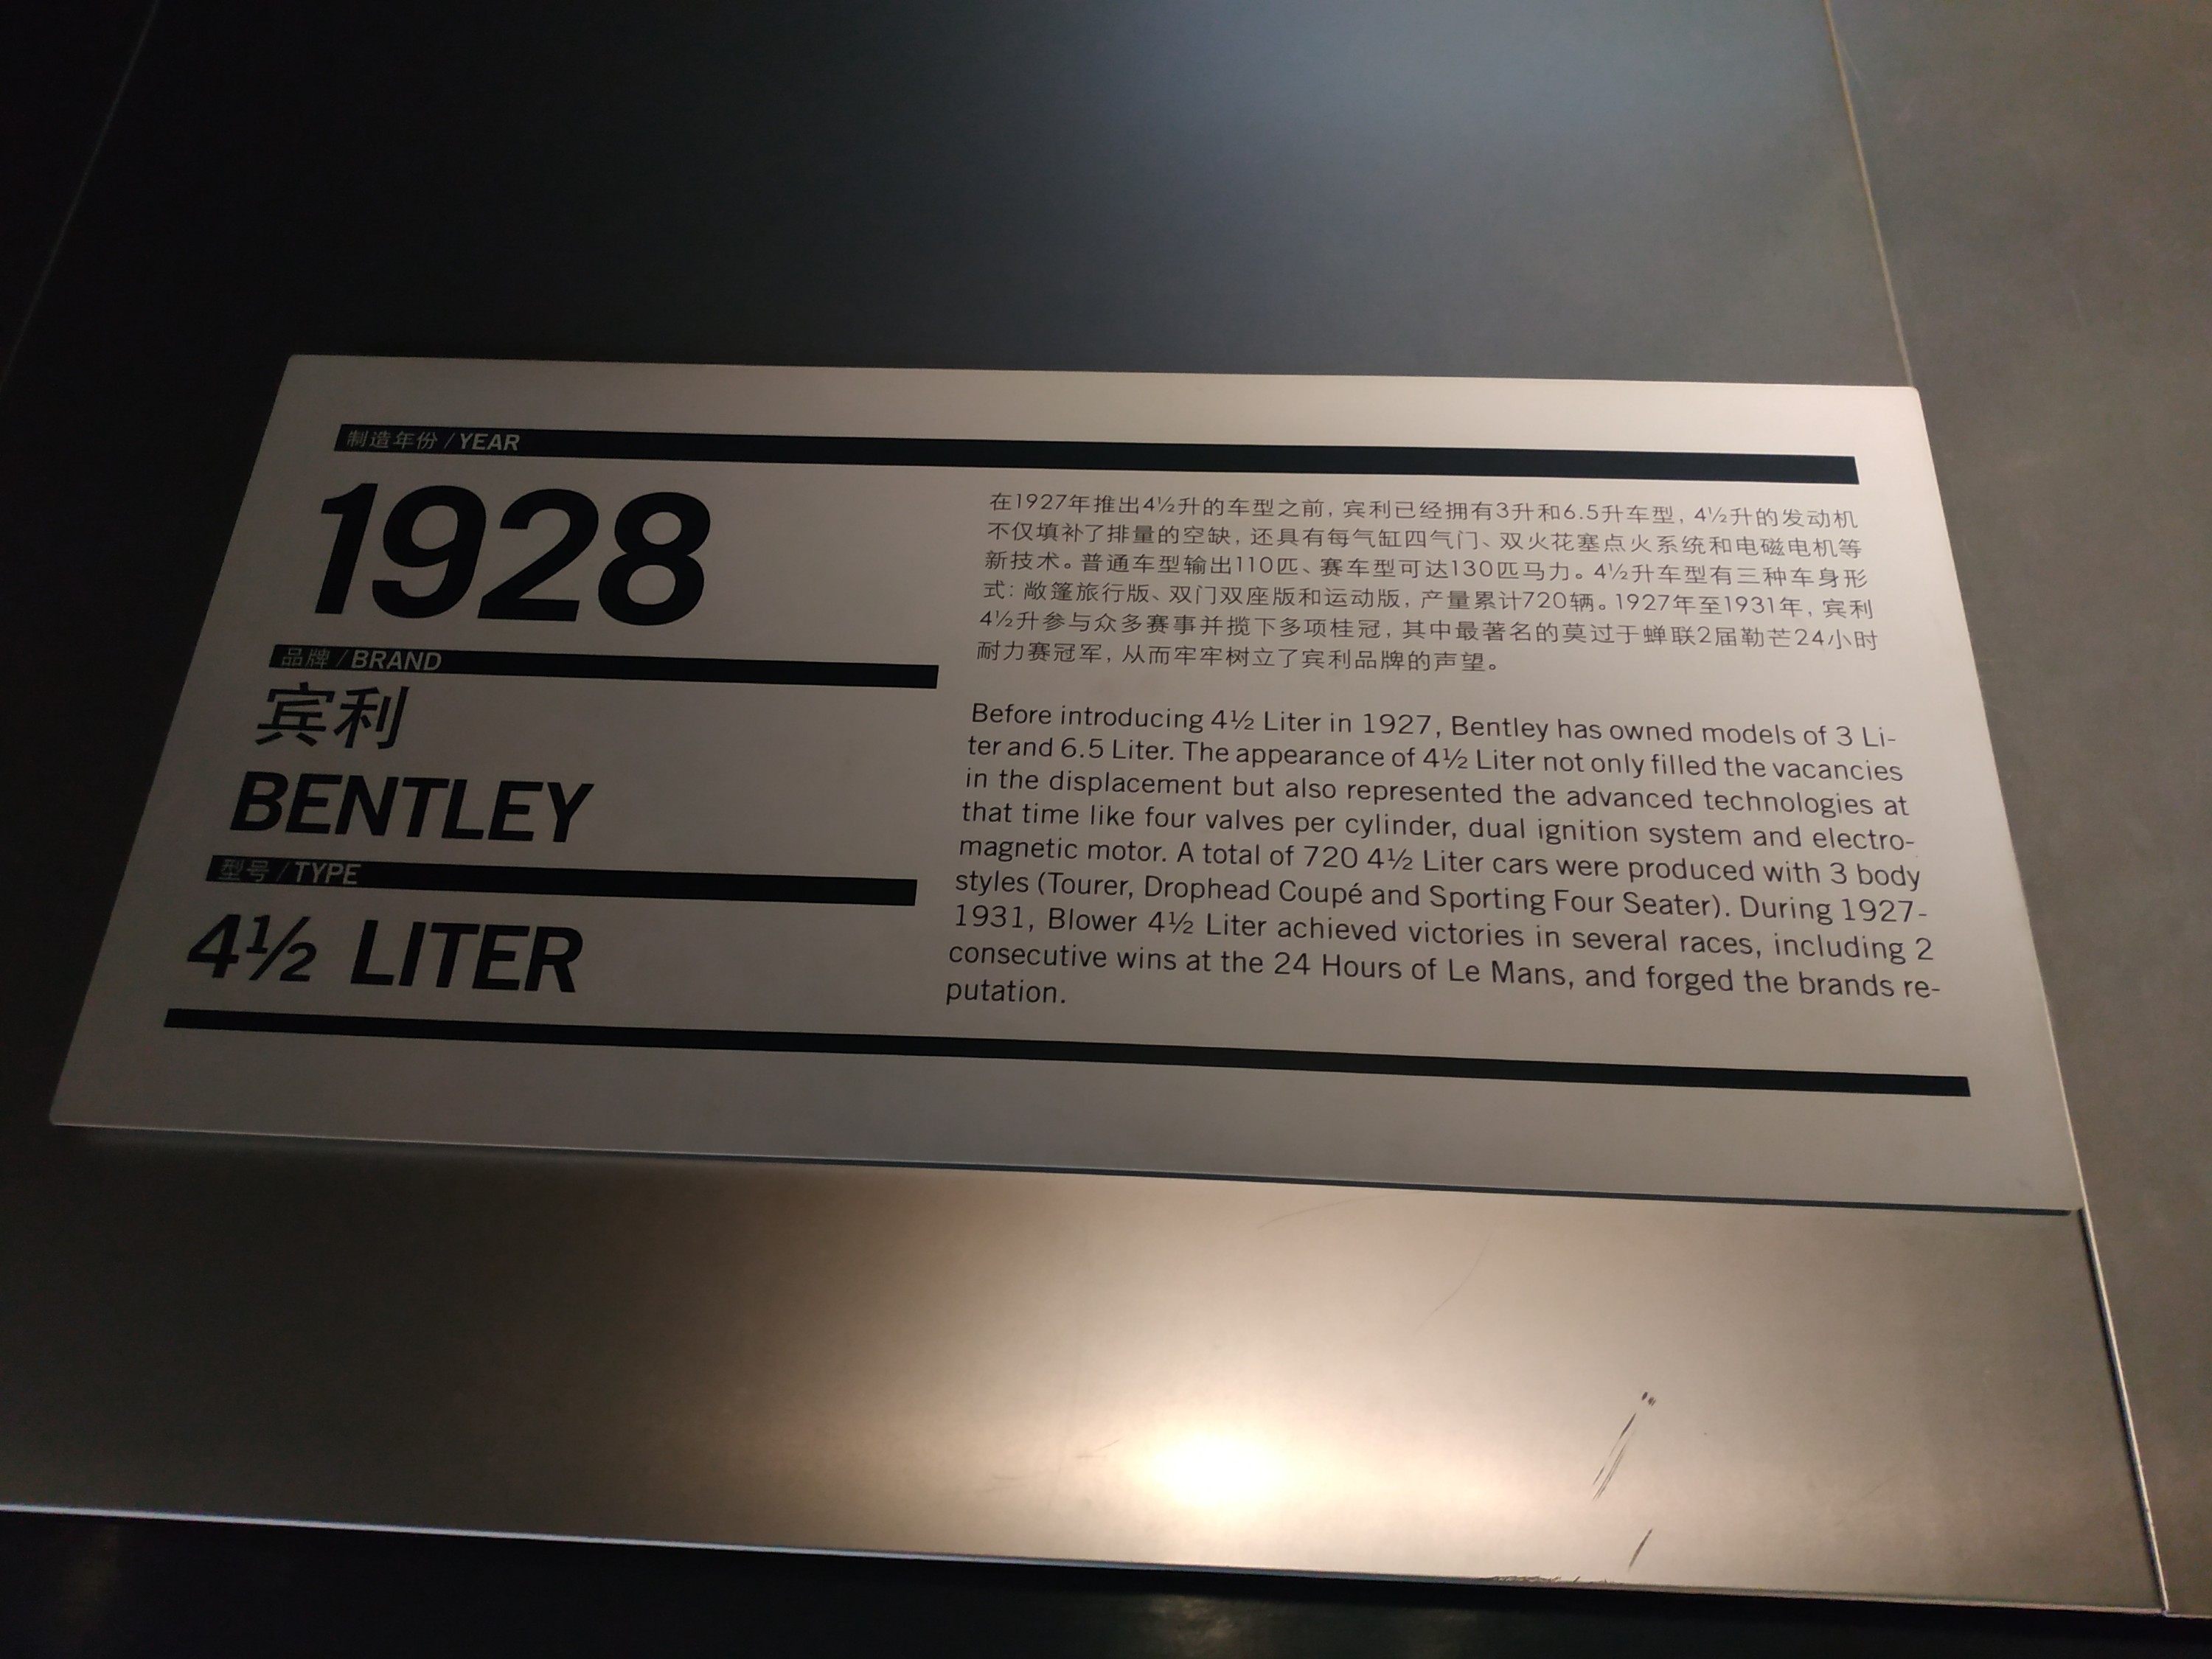 制造年份 / YEAR
1928
品牌 / BRAND
宾利
BENTLEY
型号 / TYPE
4½ LITER
在1927年推出4½升的车型之前，宾利已经拥有3升和6.5升车型，4½升的发动机
不仅填补了排量的空缺，还具有每气缸四气门、双火花塞点火系统和电磁电机等
新技术。普通车型输出110匹、赛车型可达130匹马力。4½升车型有三种车身形
式：敞篷旅行版、双门双座版和运动版，产量累计720辆。1927年至1931年，宾利
4½升参与众多赛事并揽下多项桂冠，其中最著名的莫过于蝉联2届勒芒24小时
耐力赛冠军，从而牢牢树立了宾利品牌的声望。
Before introducing 4½ Liter in 1927, Bentley has owned models of 3 Li-
ter and 6.5 Liter. The appearance of 4½ Liter not only filled the vacancies
in the displacement but also represented the advanced technologies at
that time like four valves per cylinder, dual ignition system and electro-
magnetic motor. A total of 720 4½ Liter cars were produced with 3 body
styles (Tourer, Drophead Coupé and Sporting Four Seater). During 1927-
1931, Blower 4½ Liter achieved victories in several races, including 2
consecutive wins at the 24 Hours of Le Mans, and forged the brands re-
putation.